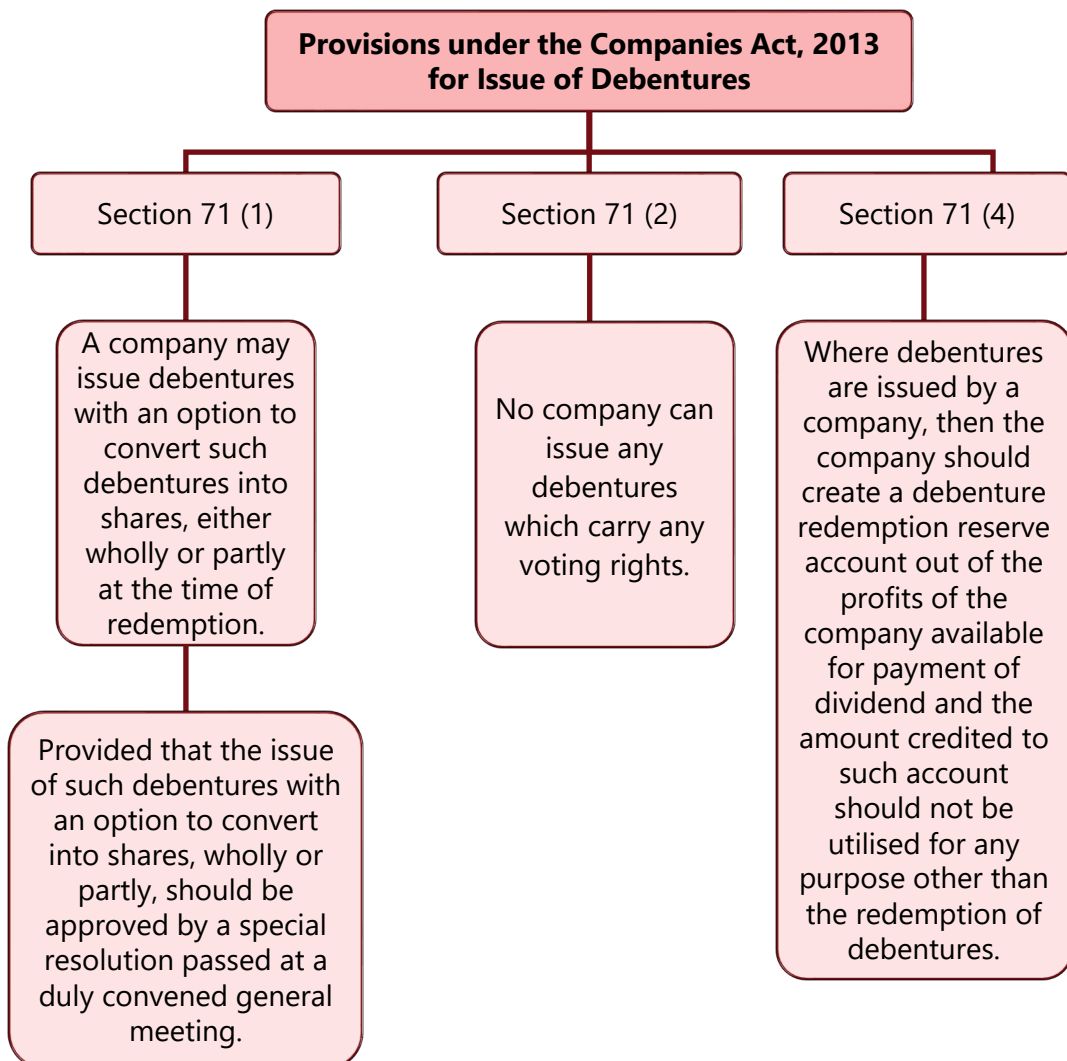 Provisions under the Companies Act, 2013
for Issue of Debentures
Section 71 (1)
Section 71 (2)
Section 71 (4)
A company may
issue debentures
with an option to
convert such
debentures into
shares, either
wholly or partly
at the time of
redemption.
Provided that the issue
of such debentures with
an option to convert
into shares, wholly or
partly, should be
approved by a special
resolution passed at a
duly convened general
meeting.
No company can
issue any
debentures
which carry any
voting rights.
Where debentures
are issued by a
company, then the
company should
create a debenture
redemption reserve
account out of the
profits of the
company available
for payment of
dividend and the
amount credited to
such account
should not be
utilised for any
purpose other than
the redemption of
debentures.